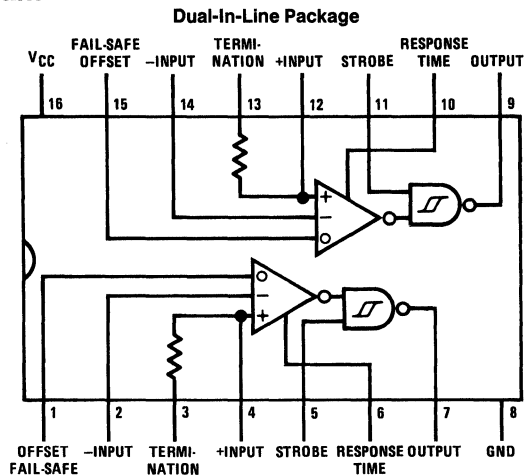 Dual-In-Line Package
VCC
FAIL-SAFE
OFFSET
–INPUT
TERMI-
NATION
+INPUT
STROBE
RESPONSE
TIME
OUTPUT
16 15 14 13 12 11 10 9
+
–
–
+
1 2 3 4 5 6 7 8
OFFSET
FAIL-SAFE
–INPUT
TERMI-
NATION
+INPUT
STROBE
RESPONSE
TIME
OUTPUT
GND